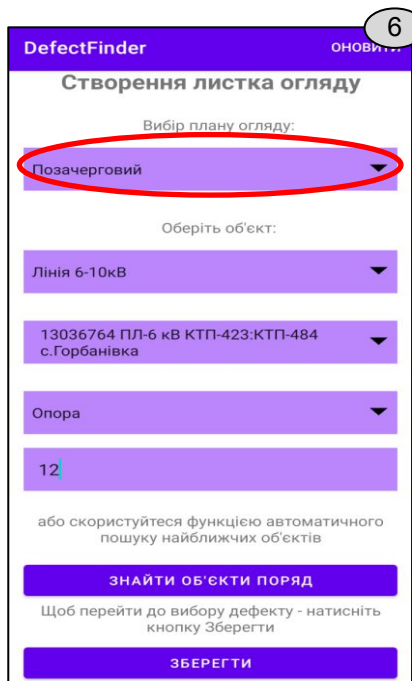 6
DefectFinder ОНОВИТИ
Створення листка огляду
Вибір плану огляду:
Позачерговий
Оберіть об'єкт:
Лінія 6-10кВ
13036764 ПЛ-6 кВ КТП-423:КТП-484
с.Горбанівка
Опора
12
або скористуйтеся функцією автоматичного
пошуку найближчих об'єктів
ЗНАЙТИ ОБ'ЄКТИ ПОРЯД
Щоб перейти до вибору дефекту - натисніть
кнопку Зберегти
ЗБЕРЕГТИ